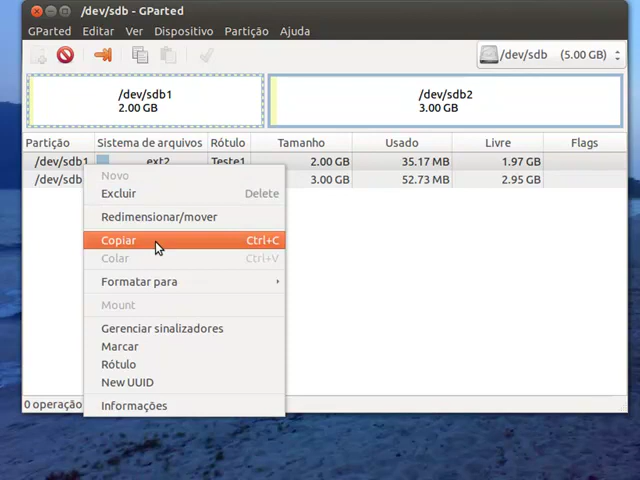 /dev/sdb - GParted
GParted Editar Ver Dispositivo Partição Ajuda
/dev/sdb (5.00 GB)
/dev/sdb1
2.00 GB
/dev/sdb2
3.00 GB
Partição Sistema de arquivos Rótulo Tamanho Usado Livre Flags
/dev/sdb1 ext2 Teste1 2.00 GB 35.17 MB 1.97 GB
/dev/sdb 3.00 GB 52.73 MB 2.95 GB
Novo
Excluir Delete
Redimensionar/mover
Copiar Ctrl+C
Colar Ctrl+V
Formatar para
Mount
Gerenciar sinalizadores
Marcar
Rótulo
New UUID
Informações
0 operação